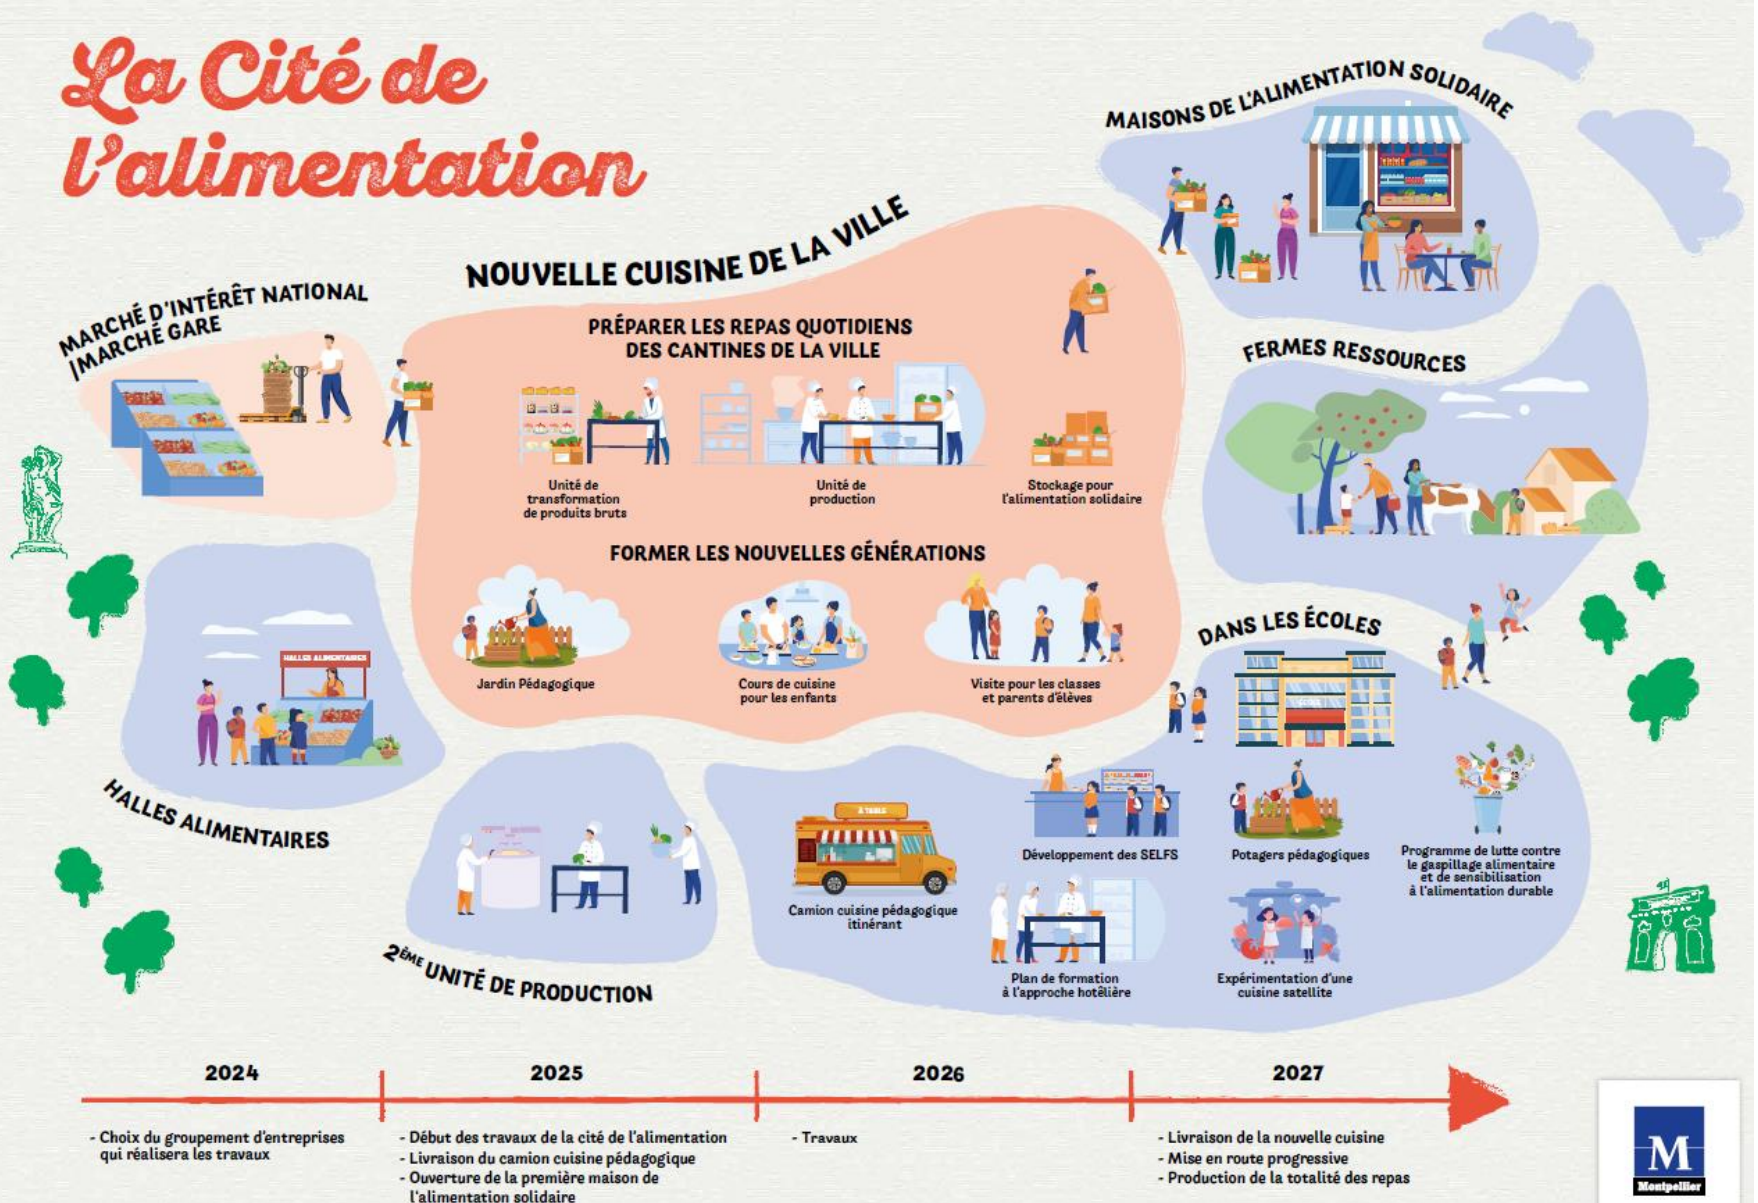 La Cité de
l'alimentation
MAISONS DE L'ALIMENTATION SOLIDAIRE
NOUVELLE CUISINE DE LA VILLE
MARCHÉ D'INTÉRÊT NATIONAL
/MARCHÉ GARE
PRÉPARER LES REPAS QUOTIDIENS
DES CANTINES DE LA VILLE
FERMES RESSOURCES
Unité de
transformation
de produits bruts
Unité de
production
Stockage pour
l'alimentation solidaire
FORMER LES NOUVELLES GÉNÉRATIONS
Jardin Pédagogique
Cours de cuisine
pour les enfants
Visite pour les classes
et parents d'élèves
DANS LES ÉCOLES
HALLES ALIMENTAIRES
HALLES ALIMENTAIRES
2ÈME UNITÉ DE PRODUCTION
À TABLE
Camion cuisine pédagogique
itinérant
Développement des SELFS
Potagers pédagogiques
Programme de lutte contre
le gaspillage alimentaire
et de sensibilisation
à l'alimentation durable
Plan de formation
à l'approche hotêlière
Expérimentation d'une
cuisine satellite
2024
2025
2026
2027
- Choix du groupement d'entreprises
qui réalisera les travaux
- Début des travaux de la cité de l'alimentation
- Livraison du camion cuisine pédagogique
- Ouverture de la première maison de
l'alimentation solidaire
- Travaux
- Livraison de la nouvelle cuisine
- Mise en route progressive
- Production de la totalité des repas
M
Montpellier